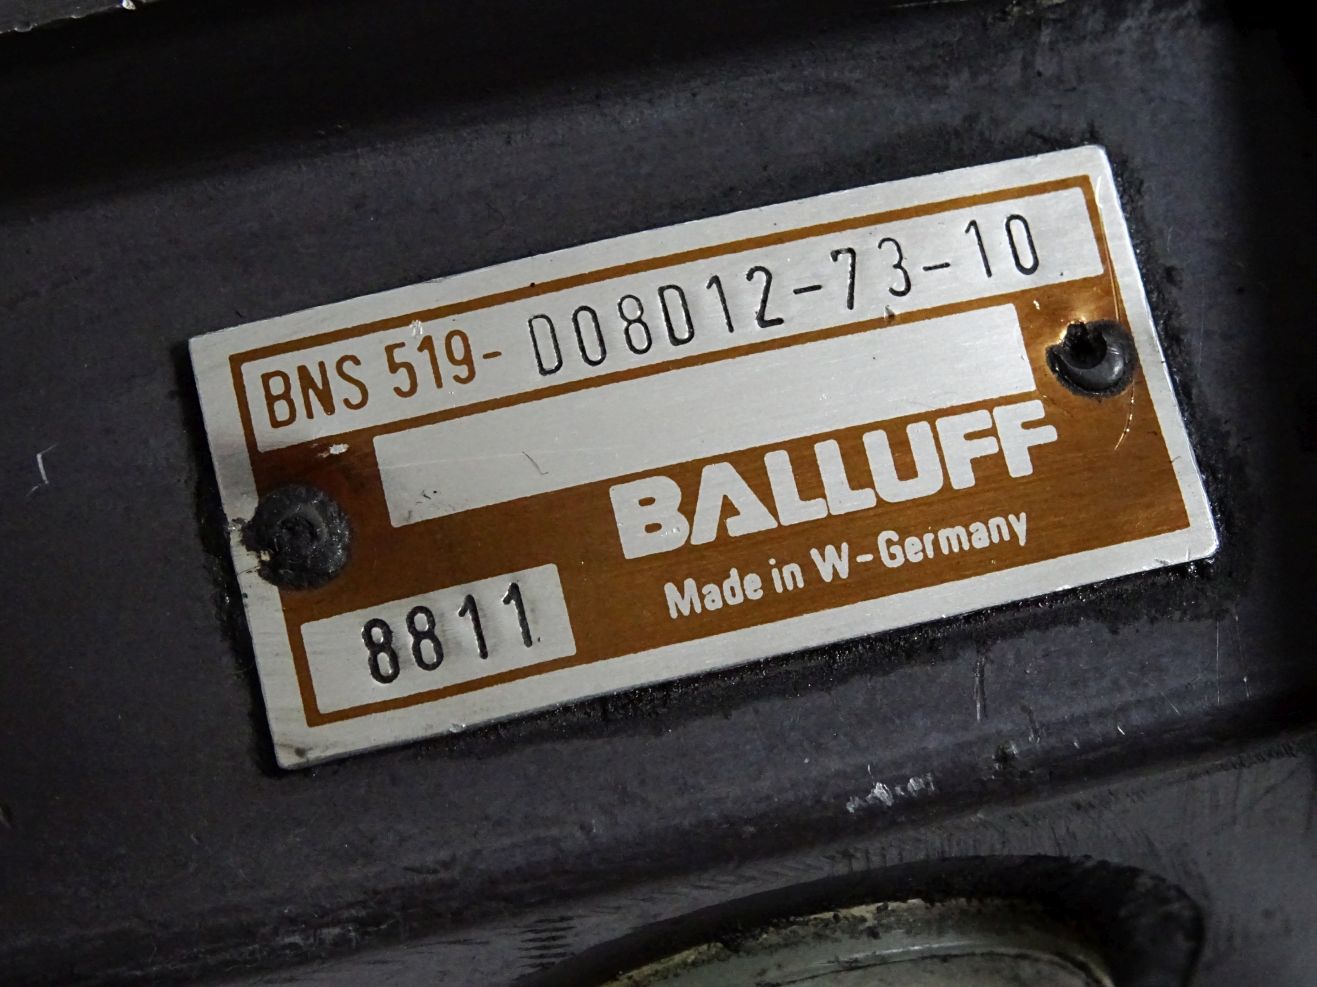 BNS 519-D08D12-73-10
BALLUFF
Made in W-Germany
8811